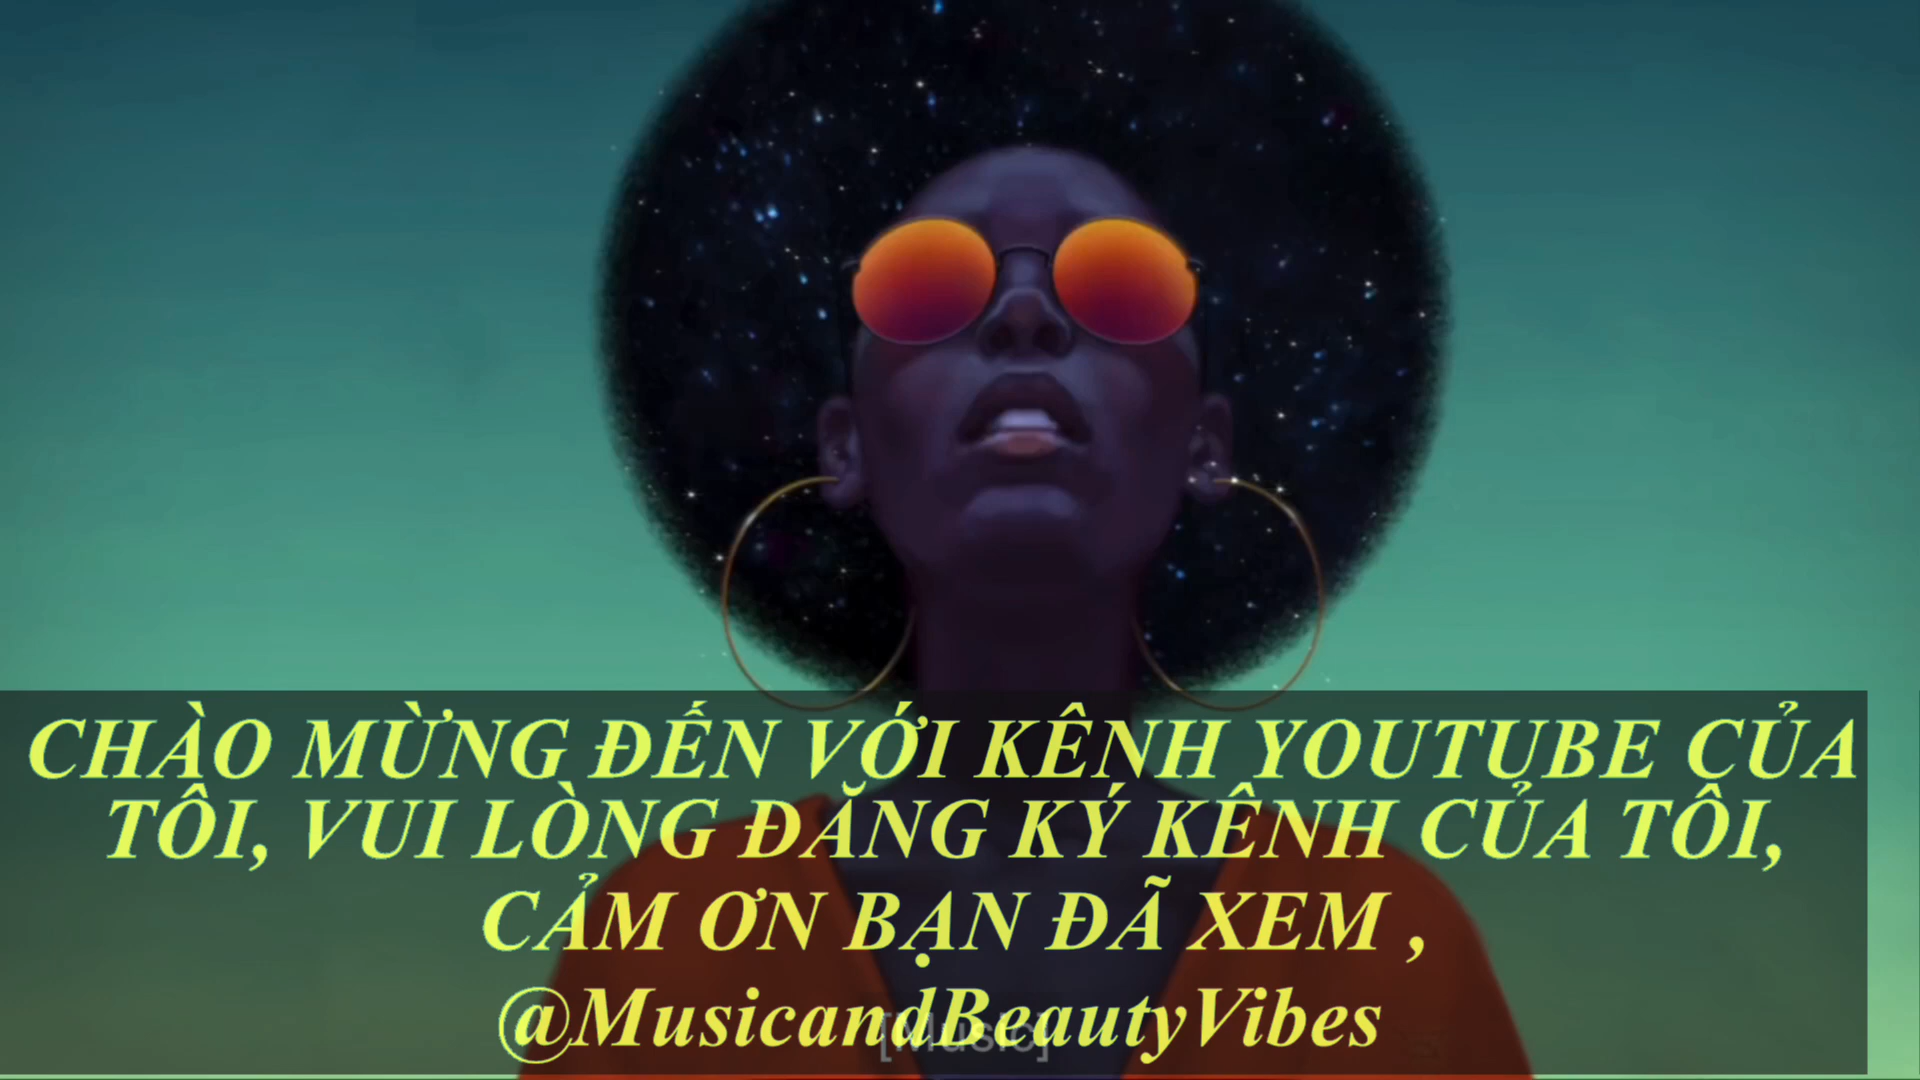 CHÀO MỪNG ĐẾN VỚI KÊNH YOUTUBE CỦA
TÔI, VUI LÒNG ĐĂNG KÝ KÊNH CỦA TÔI,
CẢM ƠN BẠN ĐÃ XEM ,
@MusicandBeautyVibes
[Music]